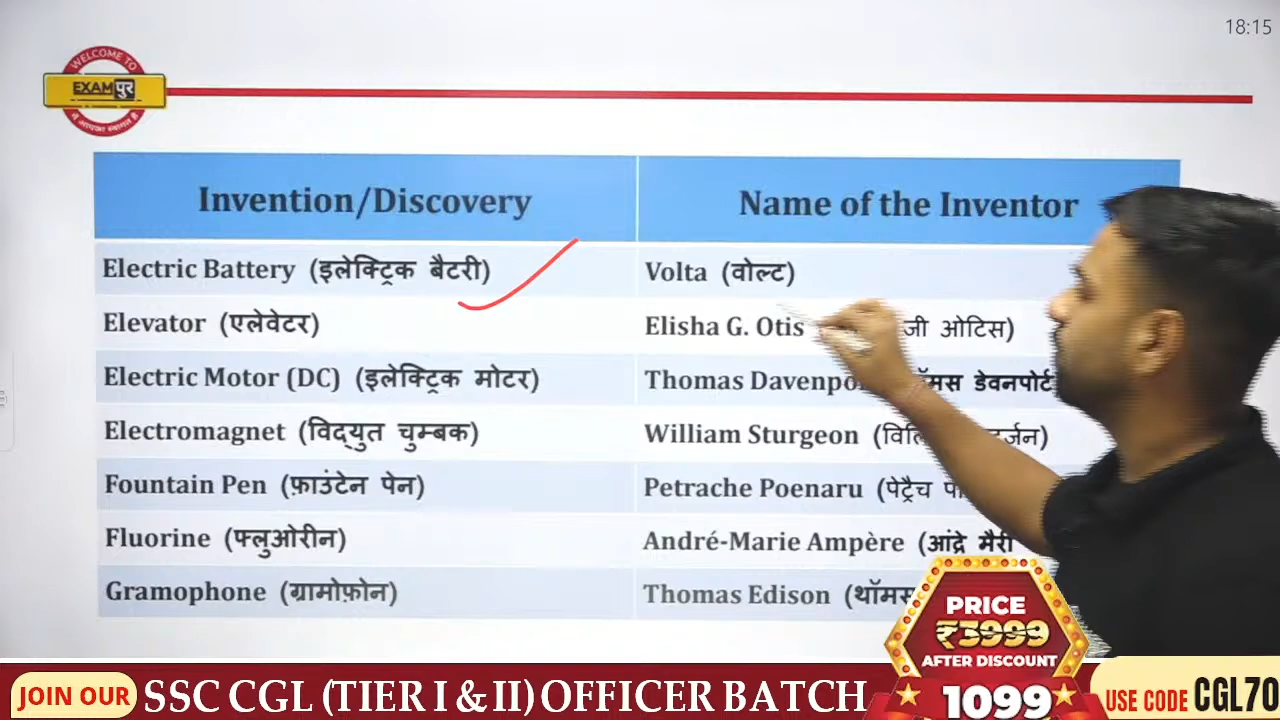 18:15
WELCOME TO
EXAMपुर
Invention/Discovery Name of the Inventor
Electric Battery (इलेक्ट्रिक बैटरी) Volta (वोल्ट)
Elevator (एलेवेटर) Elisha G. Otis जी ओटिस)
Electric Motor (DC) (इलेक्ट्रिक मोटर) Thomas डेवनपोर्ट
Electromagnet (विद्युत चुम्बक) William Sturgeon
Fountain Pen (फ़ाउंटेन पेन) Petrache Poenaru (पेट्रैच
Fluorine (फ्लुओरीन) André-Marie Ampère (आंद्रे मैरी
Gramophone (ग्रामोफ़ोन) Thomas Edison (थॉमस
PRICE
₹3999
AFTER DISCOUNT
1099
JOIN OUR SSC CGL (TIER I & II) OFFICER BATCH
USE CODE CGL70